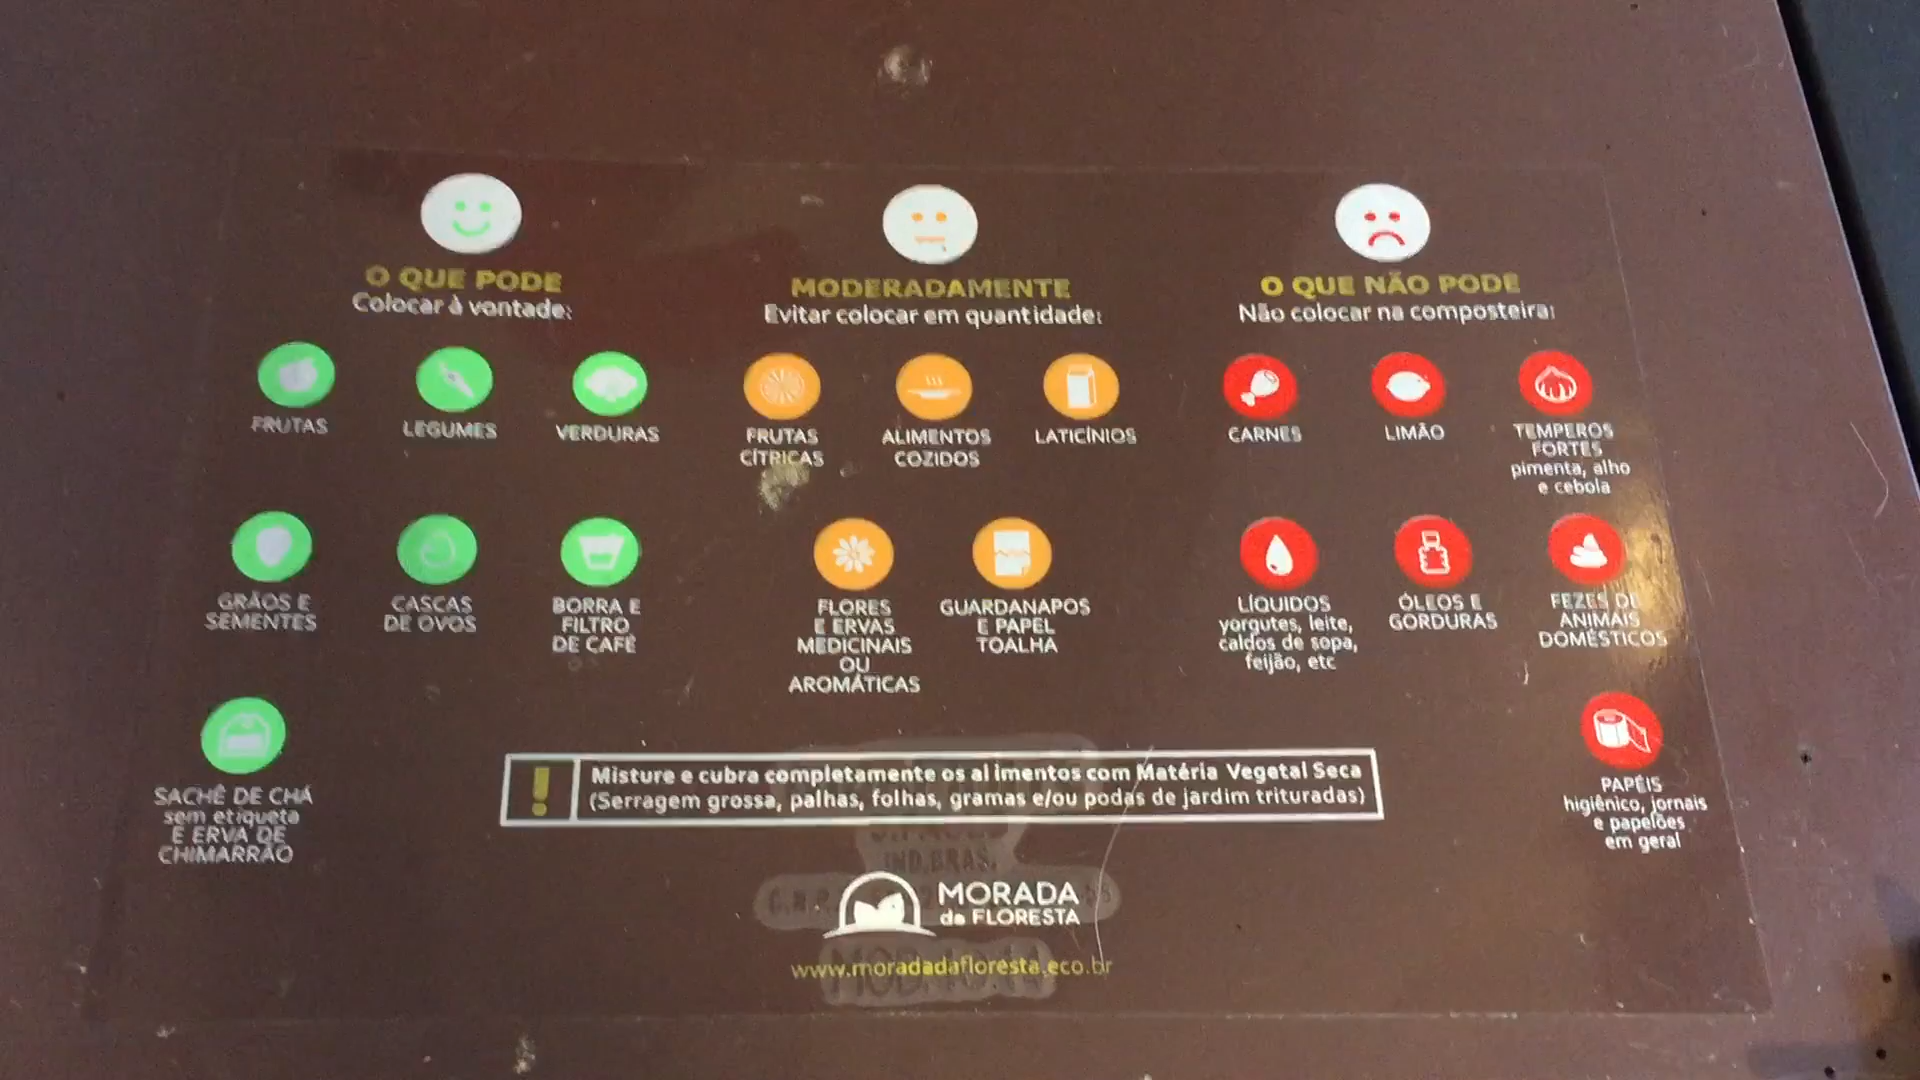 O QUE PODE
Colocar à vontade:
FRUTAS
LEGUMES
VERDURAS
GRÃOS E
SEMENTES
CASCAS
DE OVOS
BORRA E
FILTRO
DE CAFÉ
SACHÊ DE CHÁ
sem etiqueta
E ERVA DE
CHIMARRÃO
MODERADAMENTE
Evitar colocar em quantidade:
FRUTAS
CÍTRICAS
ALIMENTOS
COZIDOS
LATICÍNIOS
FLORES
E ERVAS
MEDICINAIS
OU
AROMÁTICAS
GUARDANAPOS
E PAPEL
TOALHA
O QUE NÃO PODE
Não colocar na composteira:
CARNES
LIMÃO
TEMPEROS
FORTES
pimenta, alho
e cebola
LÍQUIDOS
yorgutes, leite,
caldos de sopa,
feijão, etc
ÓLEOS E
GORDURAS
FEZES DE
ANIMAIS
DOMÉSTICOS
PAPÉIS
higiênico, jornais
e papelões
em geral
! Misture e cubra completamente os al imentos com Matéria Vegetal Seca
(Serragem grossa, palhas, folhas, gramas e/ou podas de jardim trituradas)
IND.BRAS.
MORADA
da FLORESTA
www.moradadafloresta.eco.br